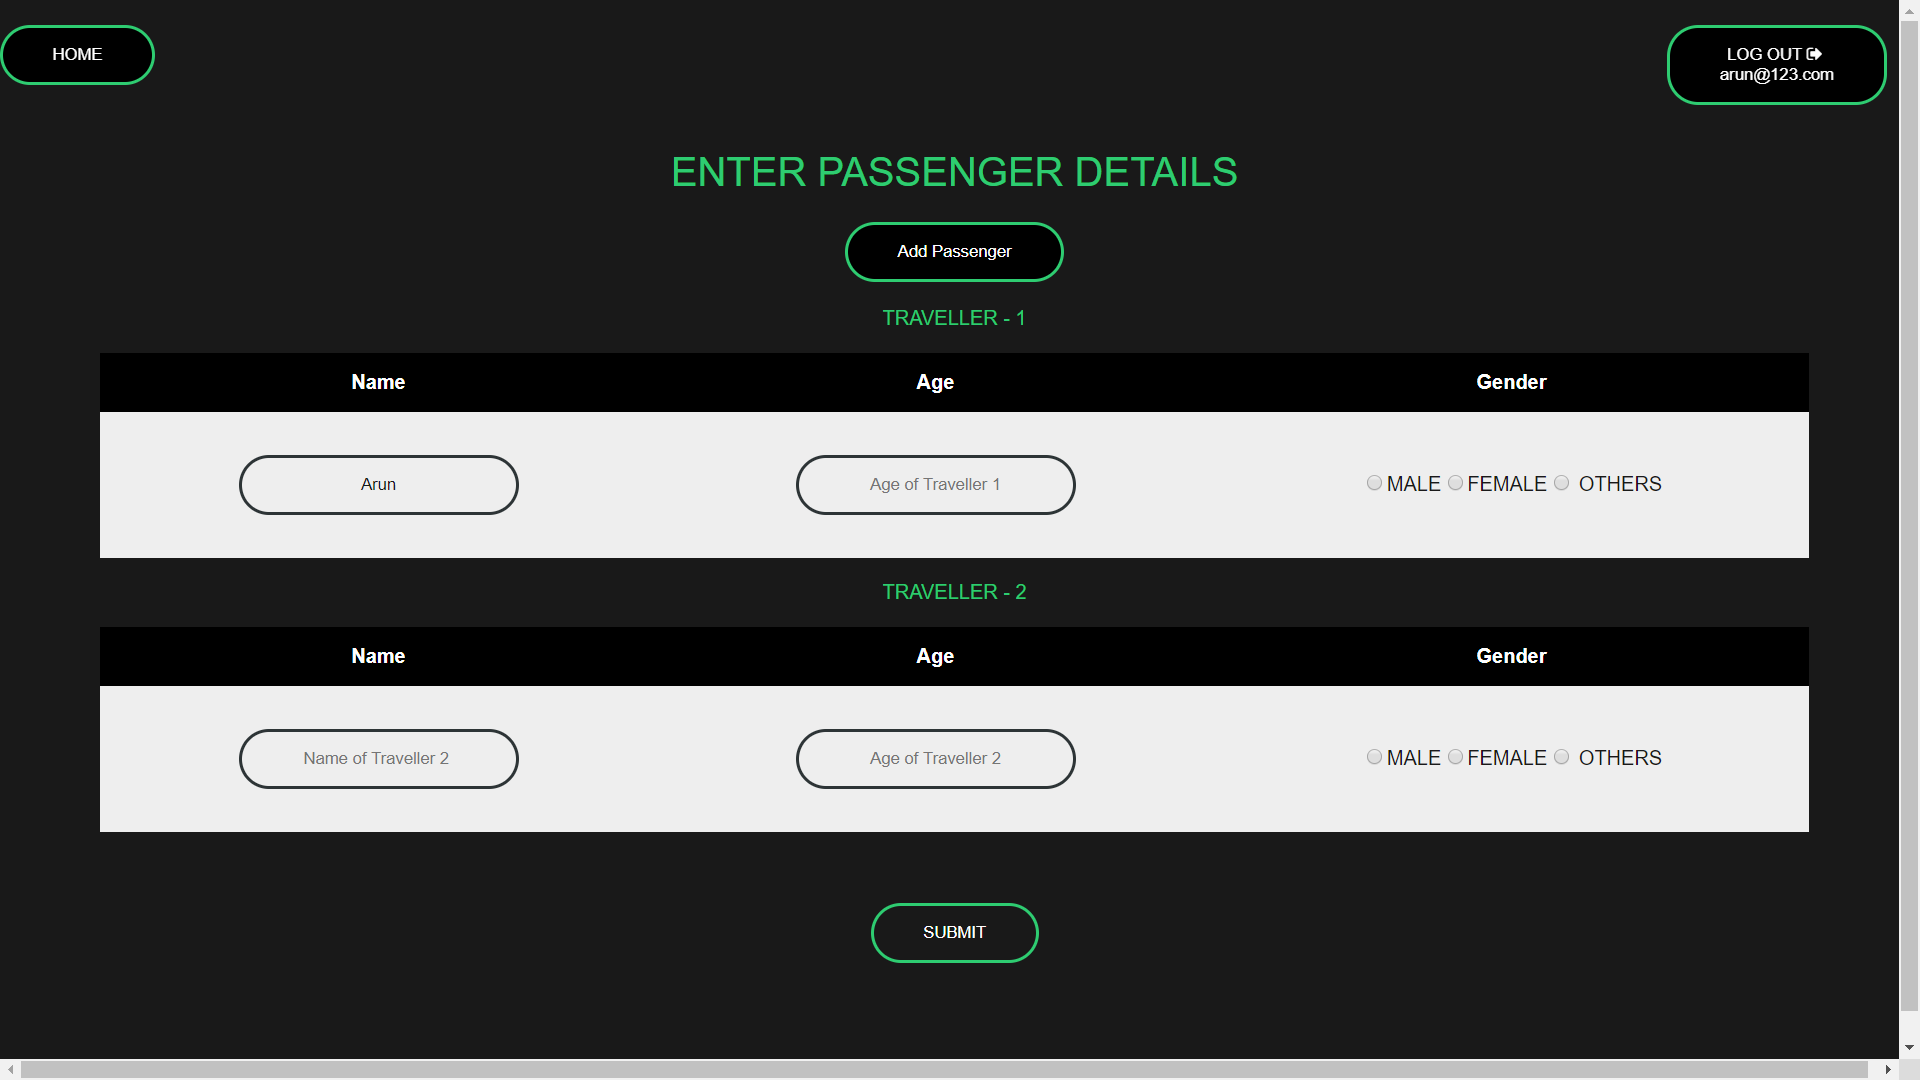 HOME
LOG OUT
arun@123.com
ENTER PASSENGER DETAILS
Add Passenger
TRAVELLER - 1
Name Age Gender
Arun Age of Traveller 1 MALE FEMALE OTHERS
TRAVELLER - 2
Name Age Gender
Name of Traveller 2 Age of Traveller 2 MALE FEMALE OTHERS
SUBMIT